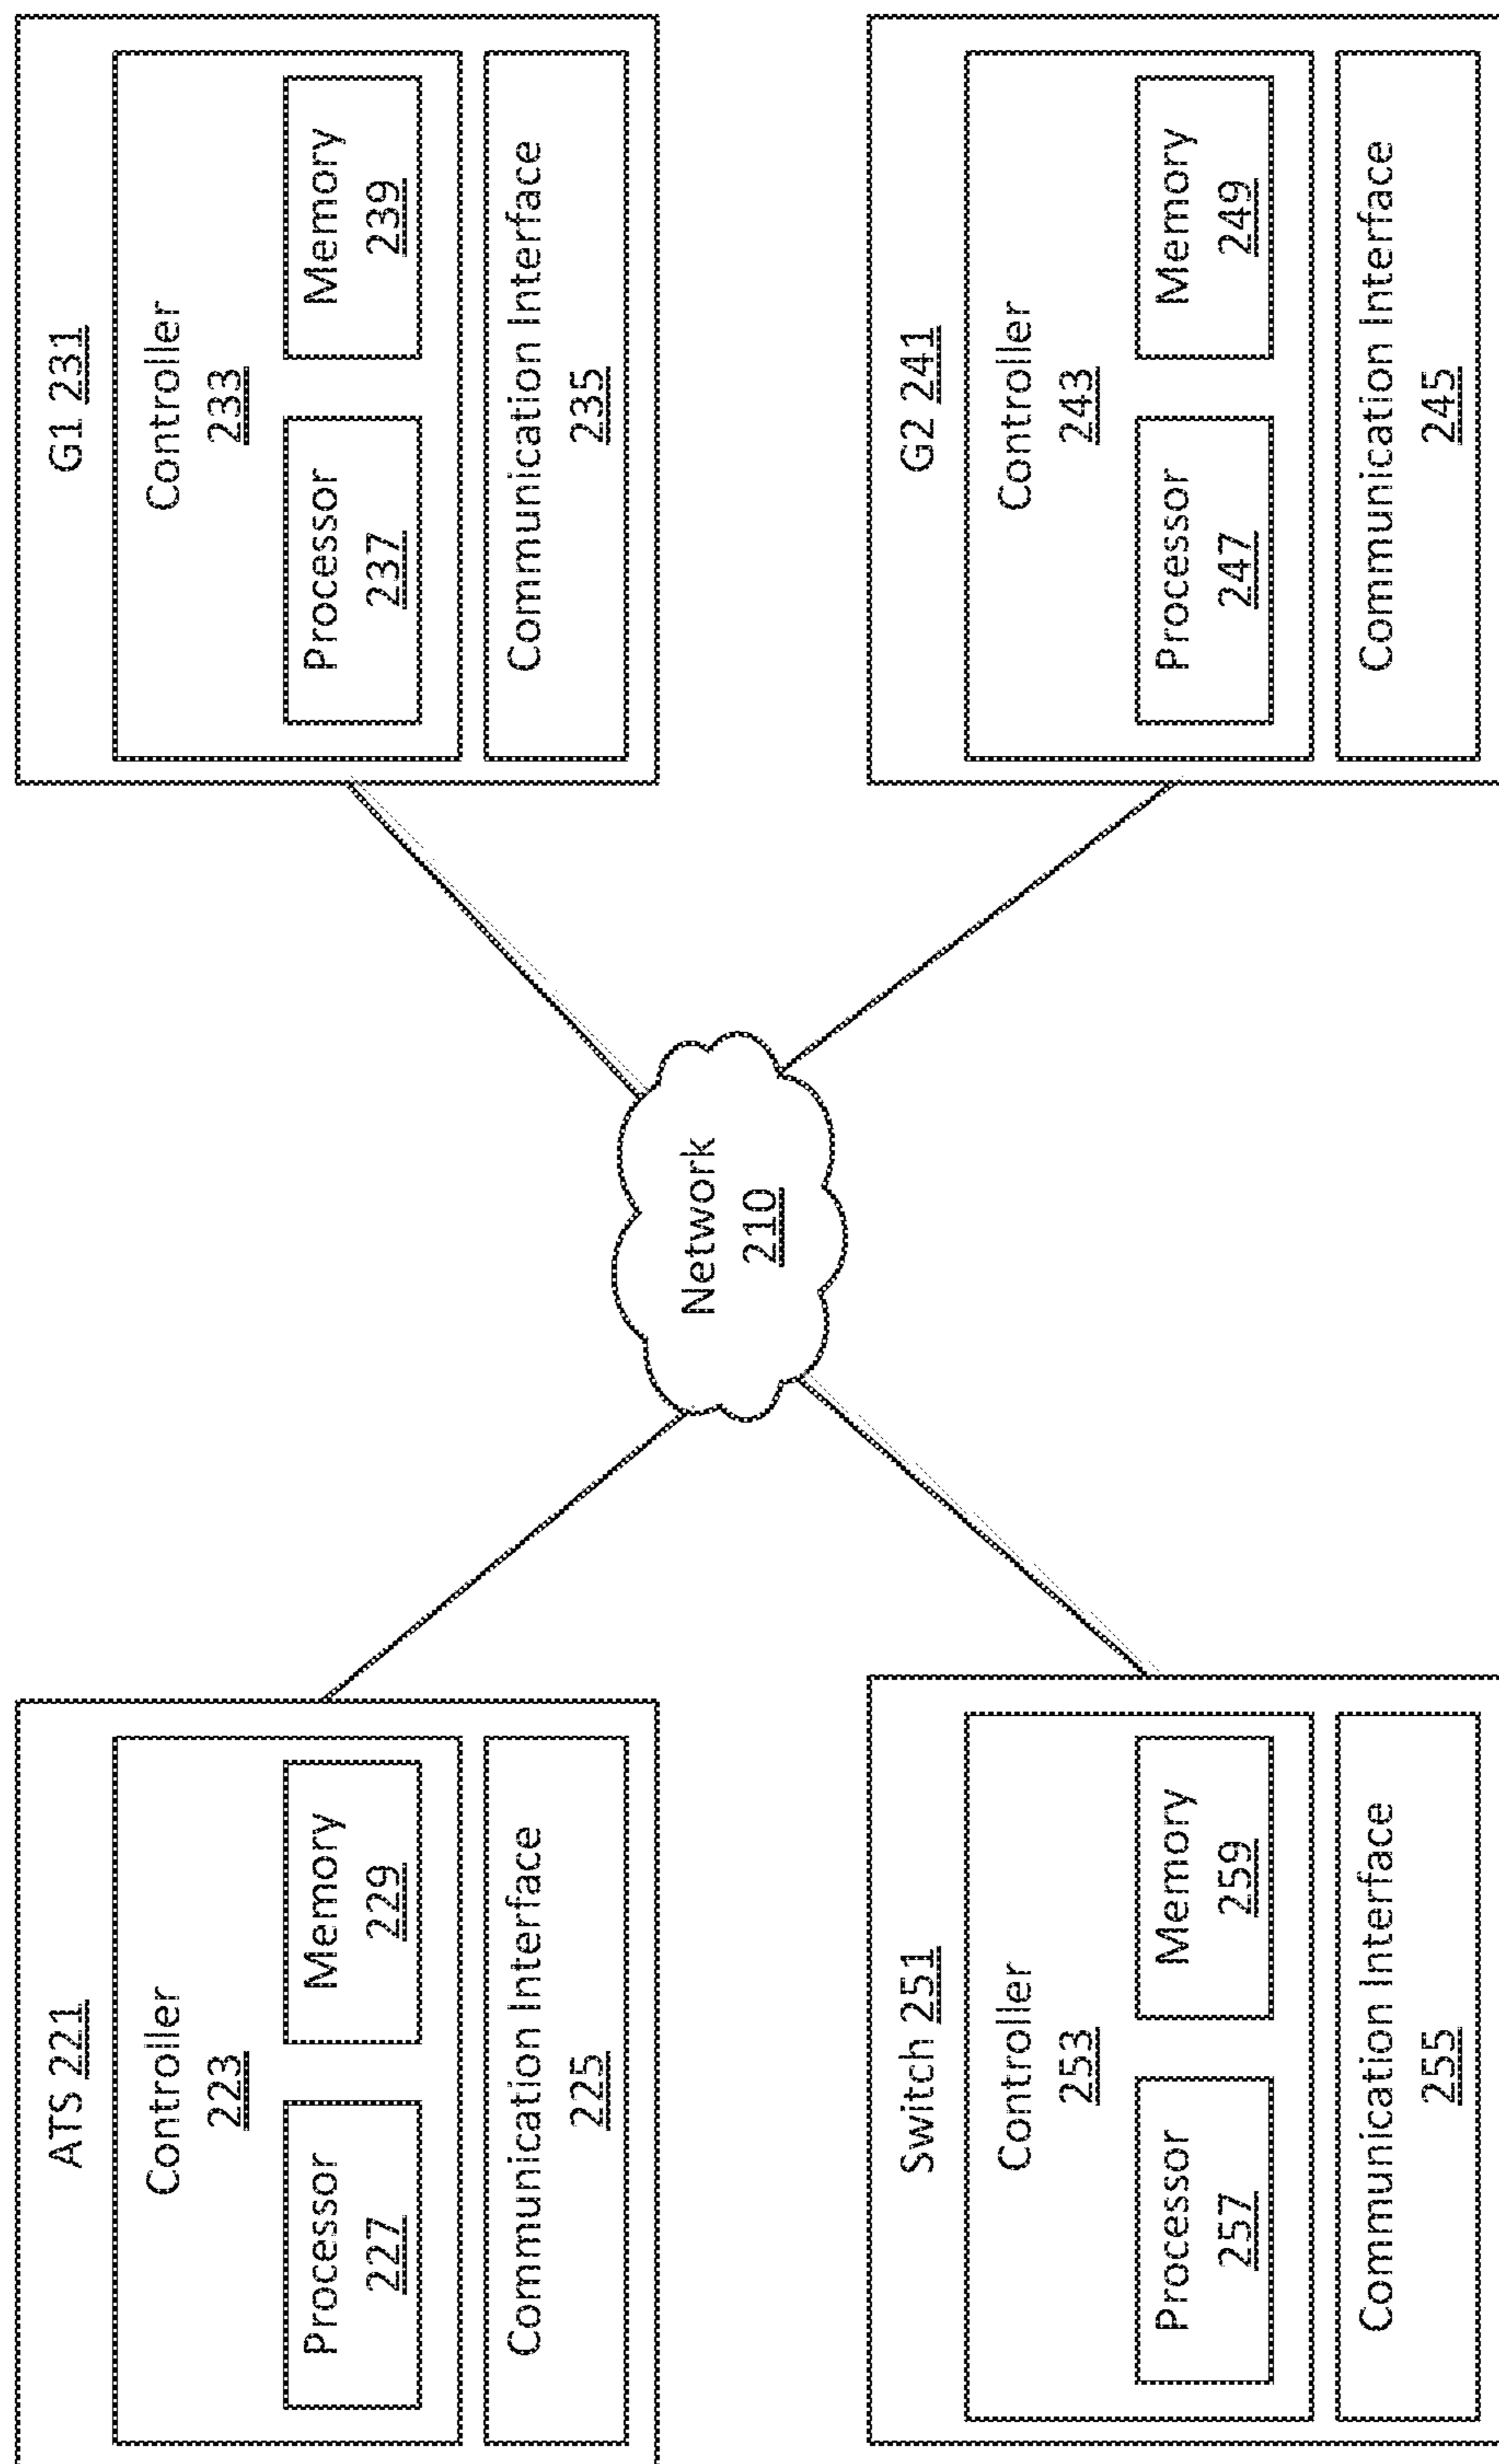 ATS 221
Controller
223
Processor
227
Memory
229
Communication Interface
225
G1 231
Controller
233
Processor
237
Memory
239
Communication Interface
235
Network
210
Switch 251
Controller
253
Processor
257
Memory
259
Communication Interface
255
G2 241
Controller
243
Processor
247
Memory
249
Communication Interface
245